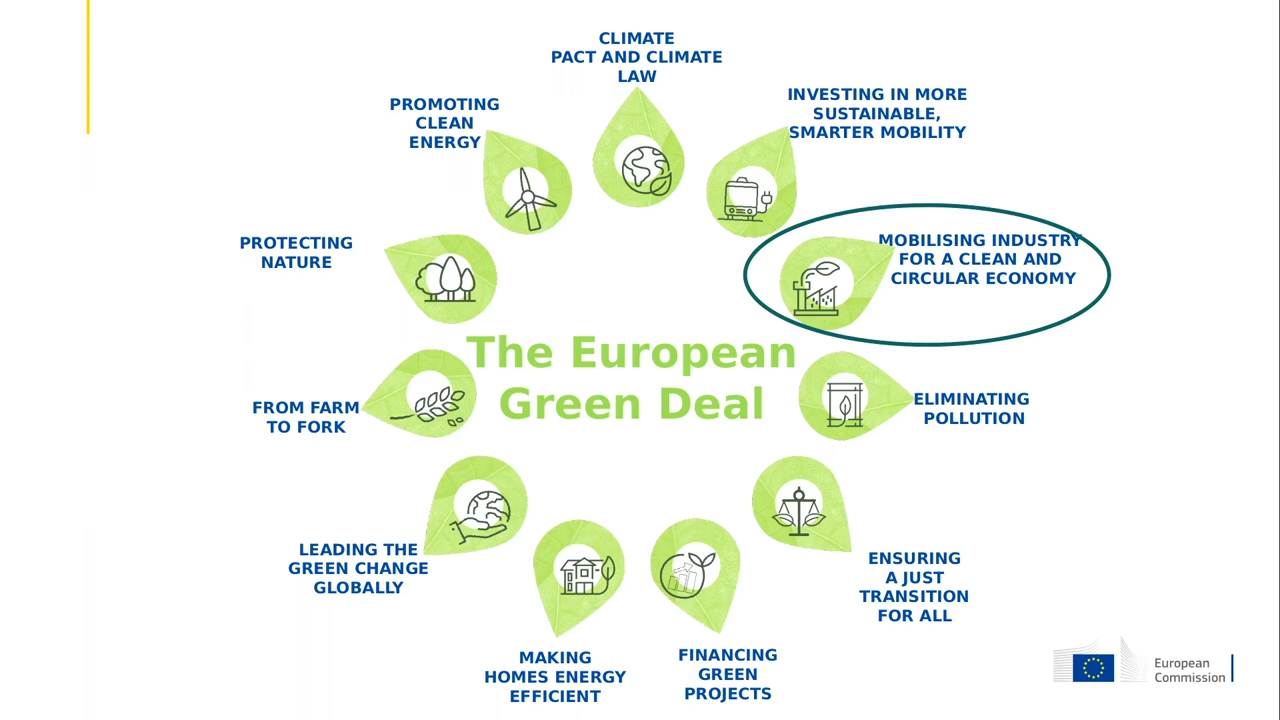 CLIMATE
PACT AND CLIMATE
LAW
INVESTING IN MORE
SUSTAINABLE,
SMARTER MOBILITY
PROMOTING
CLEAN
ENERGY
MOBILISING INDUSTRY
FOR A CLEAN AND
CIRCULAR ECONOMY
PROTECTING
NATURE
The European
Green Deal
ELIMINATING
POLLUTION
FROM FARM
TO FORK
LEADING THE
GREEN CHANGE
GLOBALLY
ENSURING
A JUST
TRANSITION
FOR ALL
MAKING
HOMES ENERGY
EFFICIENT
FINANCING
GREEN
PROJECTS
European
Commission